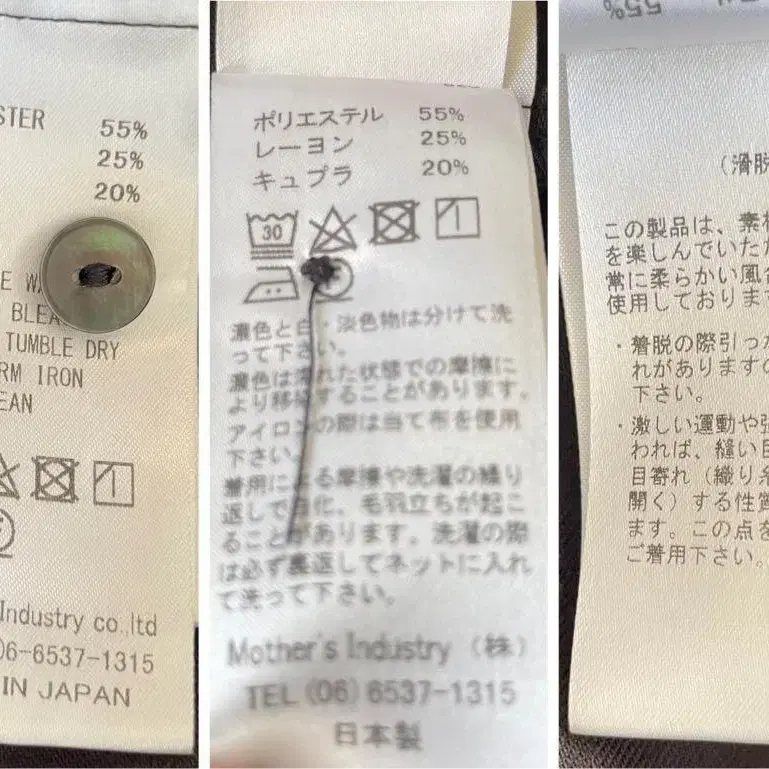 STER 55%
25%
20%
BLEA
TUMBLE DRY
RM IRON
EAN
Industry co.,ltd
06-6537-1315
IN JAPAN
ポリエステル 55%
レーヨン 25%
キュプラ 20%
30
濃色と白・淡色物は分けて洗
って下さい。
濃色は濡れた状態での摩擦に
より移染することがあります。
アイロンの際は当て布を使用
下さい。
着用による摩擦や洗濯の繰り
返しで白化、毛羽立ちが起こ
ることがあります。洗濯の際
は必ず裏返してネットに入れ
て洗って下さい。
Mother's Industry (株)
TEL (06) 6537-1315
日本製
55%
(滑脱
この製品は、素材
を楽しんでいただ
常に柔らかい風合
使用しております
・着脱の際引っか
れがありますの
下さい。
・激しい運動や強
われば、縫い目
目寄れ（織り糸
開く）する性質
ます。この点を
ご着用下さい。